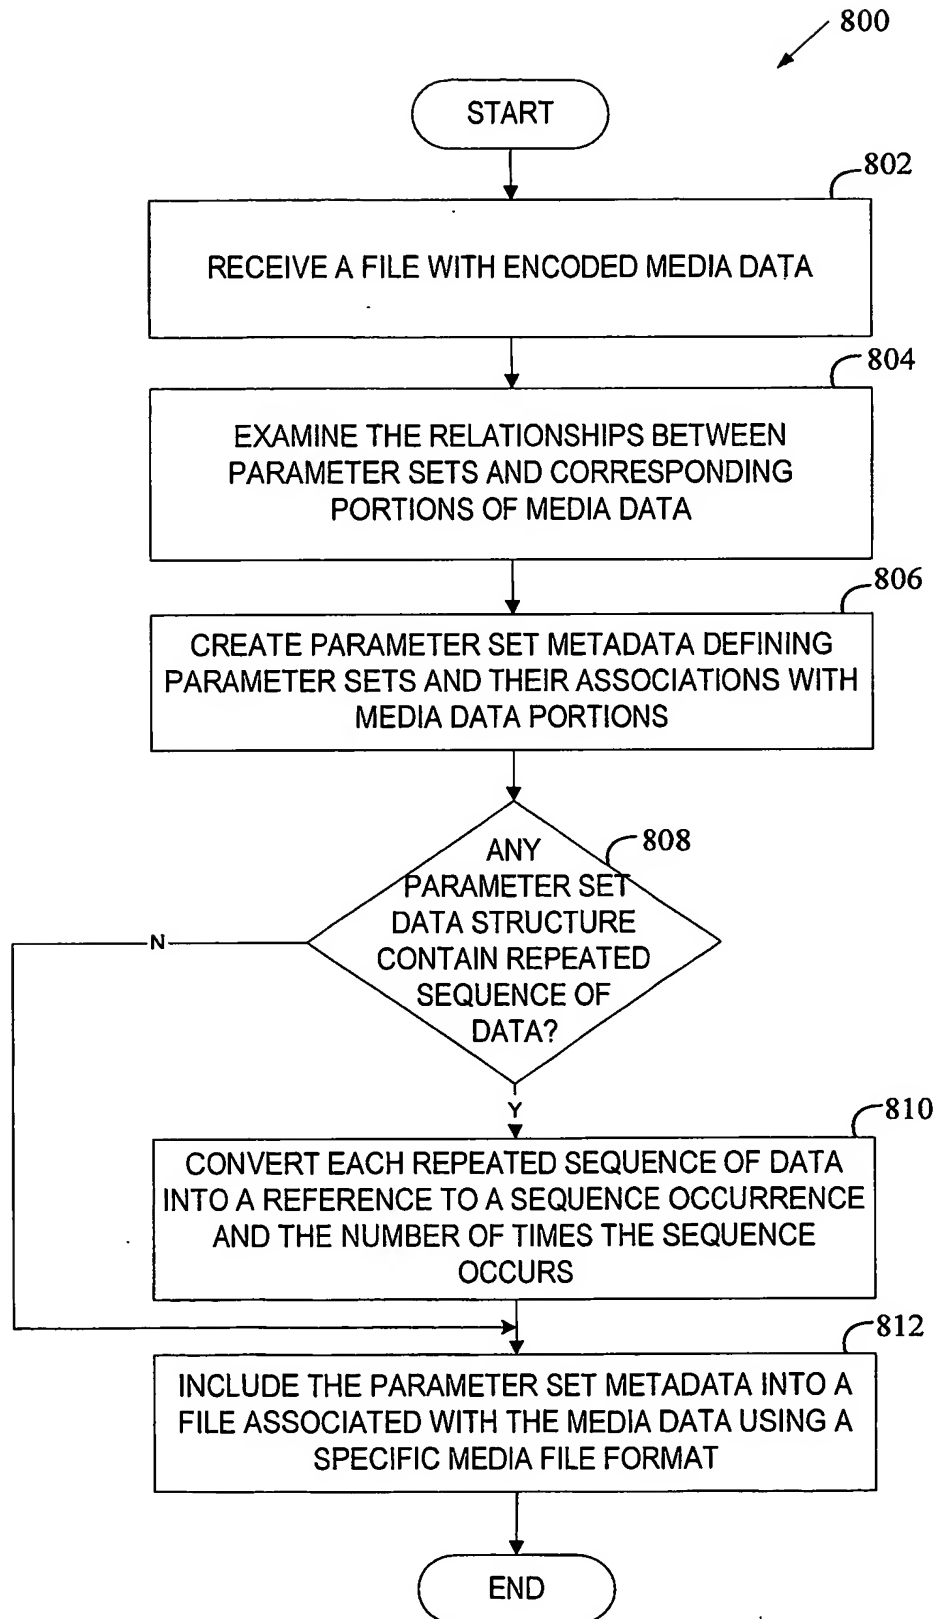 800
START
802
RECEIVE A FILE WITH ENCODED MEDIA DATA
804
EXAMINE THE RELATIONSHIPS BETWEEN
PARAMETER SETS AND CORRESPONDING
PORTIONS OF MEDIA DATA
806
CREATE PARAMETER SET METADATA DEFINING
PARAMETER SETS AND THEIR ASSOCIATIONS WITH
MEDIA DATA PORTIONS
808
ANY
PARAMETER SET
DATA STRUCTURE
CONTAIN REPEATED
SEQUENCE OF
DATA?
N
Y
810
CONVERT EACH REPEATED SEQUENCE OF DATA
INTO A REFERENCE TO A SEQUENCE OCCURRENCE
AND THE NUMBER OF TIMES THE SEQUENCE
OCCURS
812
INCLUDE THE PARAMETER SET METADATA INTO A
FILE ASSOCIATED WITH THE MEDIA DATA USING A
SPECIFIC MEDIA FILE FORMAT
END